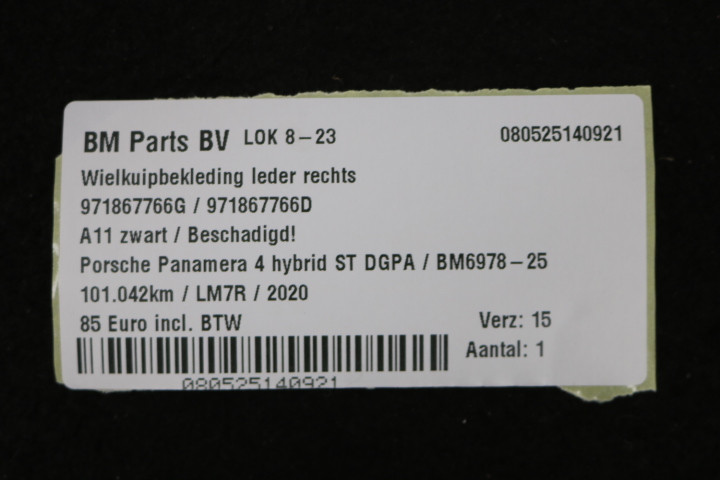 BM Parts BV LOK 8-23 080525140921
Wielkuipbekleding leder rechts
971867766G / 971867766D
A11 zwart / Beschadigd!
Porsche Panamera 4 hybrid ST DGPA / BM6978-25
101.042km / LM7R / 2020
85 Euro incl. BTW Verz: 15
Aantal: 1
080525140921